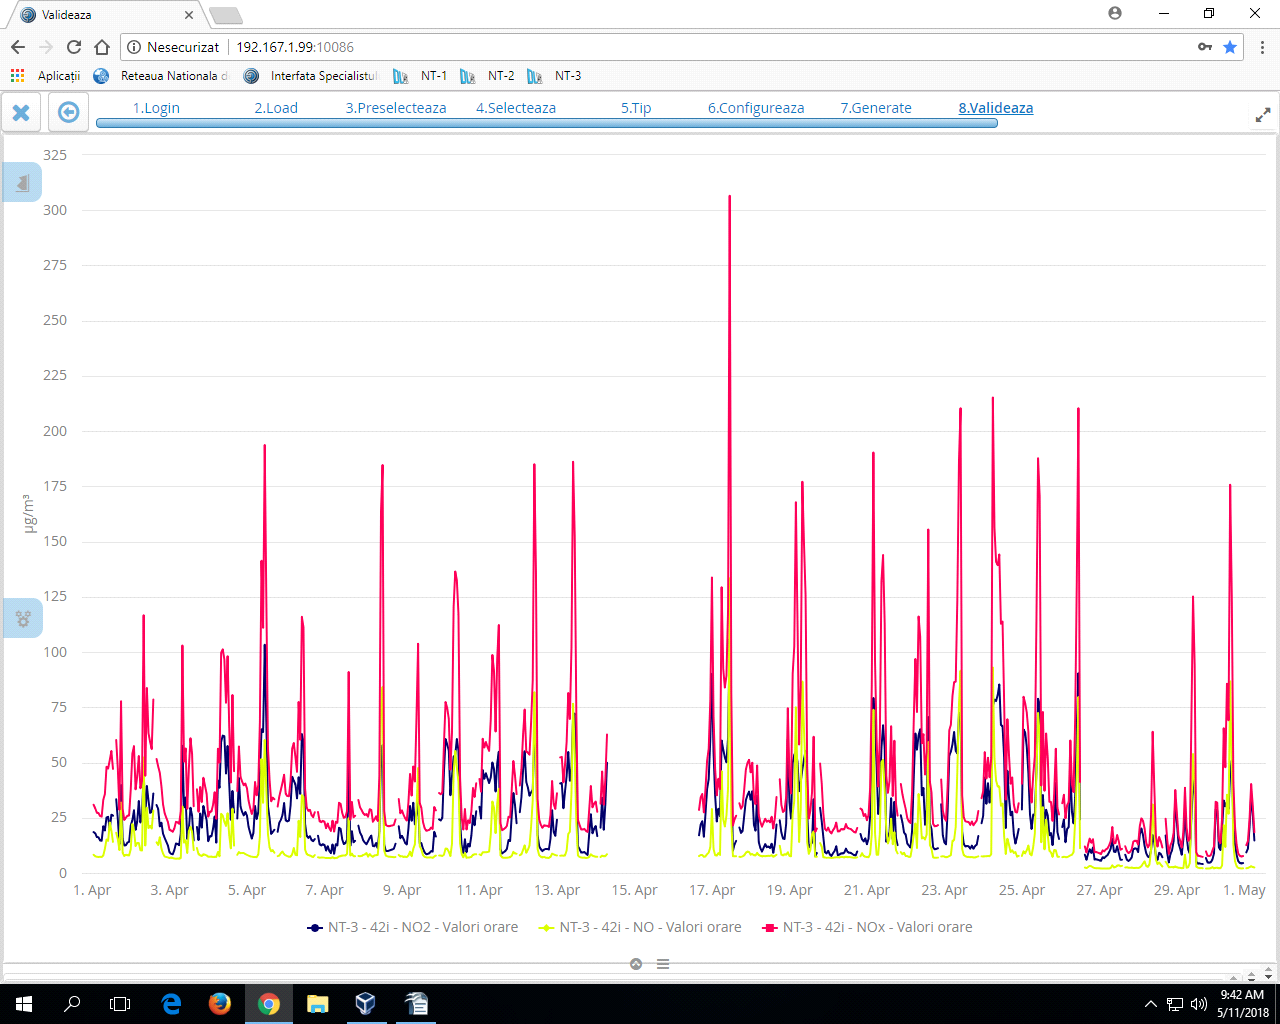 Valideaza
Nesecurizat 192.167.1.99:10086
Aplicații Reteaua Nationala d Interfata Specialistulu NT-1 NT-2 NT-3
1.Login 2.Load 3.Preselecteaza 4.Selecteaza 5.Tip 6.Configureaza 7.Generate 8.Valideaza
325
300
275
250
225
200
175
150
125
100
75
50
25
0
µg/m³
1. Apr 3. Apr 5. Apr 7. Apr 9. Apr 11. Apr 13. Apr 15. Apr 17. Apr 19. Apr 21. Apr 23. Apr 25. Apr 27. Apr 29. Apr 1. May
NT-3 - 42i - NO2 - Valori orare NT-3 - 42i - NO - Valori orare NT-3 - 42i - NOx - Valori orare
9:42 AM
5/11/2018